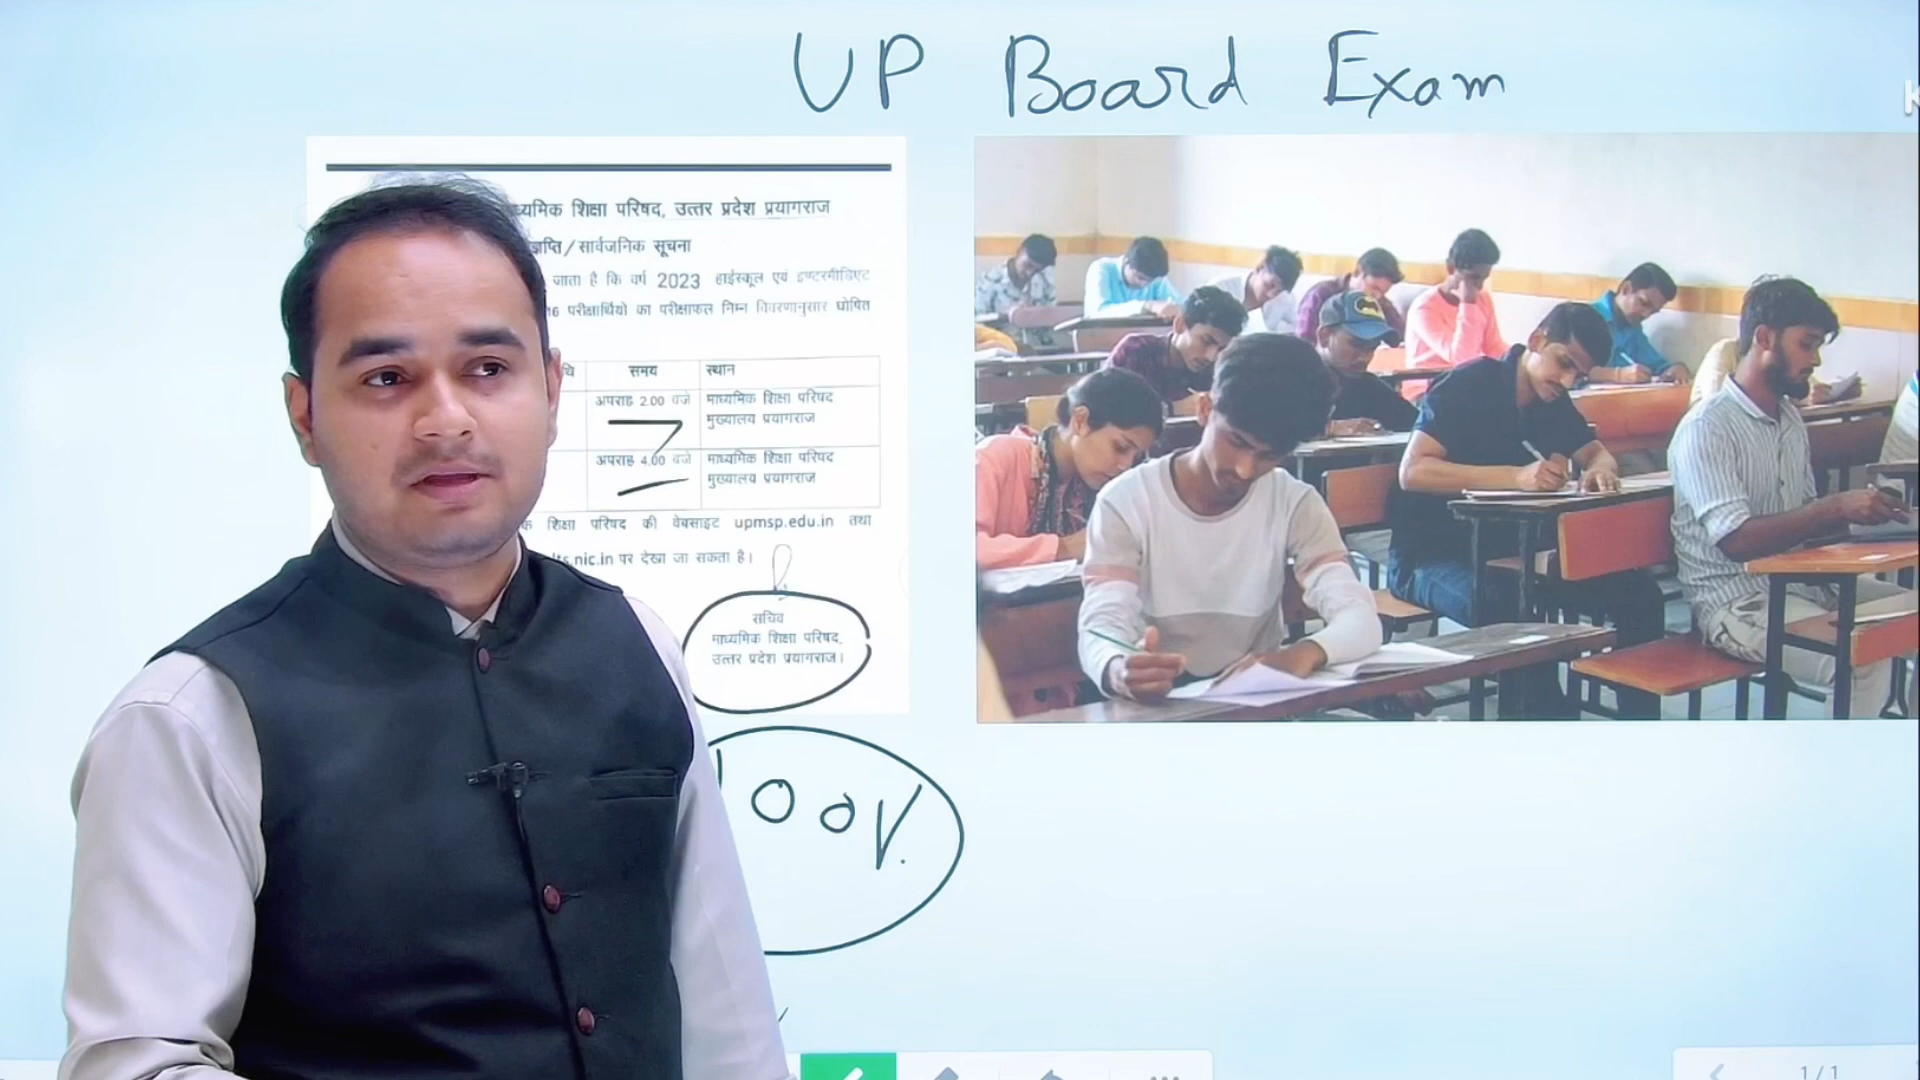 UP Board Exam
शिक्षा परिषद, उत्तर प्रदेश प्रयागराज
/ सार्वजनिक सूचना
जाता है कि वर्ष 2023 हाईस्कूल एवं इण्टरमीडिएट
परीक्षार्थियो का परीक्षाफल निम्न विवरणानुसार घोषित
समय स्थान
अपराह्न 2.00 बजे माध्यमिक शिक्षा परिषद
मुख्यालय प्रयागराज
अपराह्न 4.00 बजे माध्यमिक शिक्षा परिषद
मुख्यालय प्रयागराज
शिक्षा परिषद की वेबसाइट upmsp.edu.in तथा
nic.in पर देखा जा सकता है।
सचिव
माध्यमिक शिक्षा परिषद,
उत्तर प्रदेश प्रयागराज।
100%
1/1